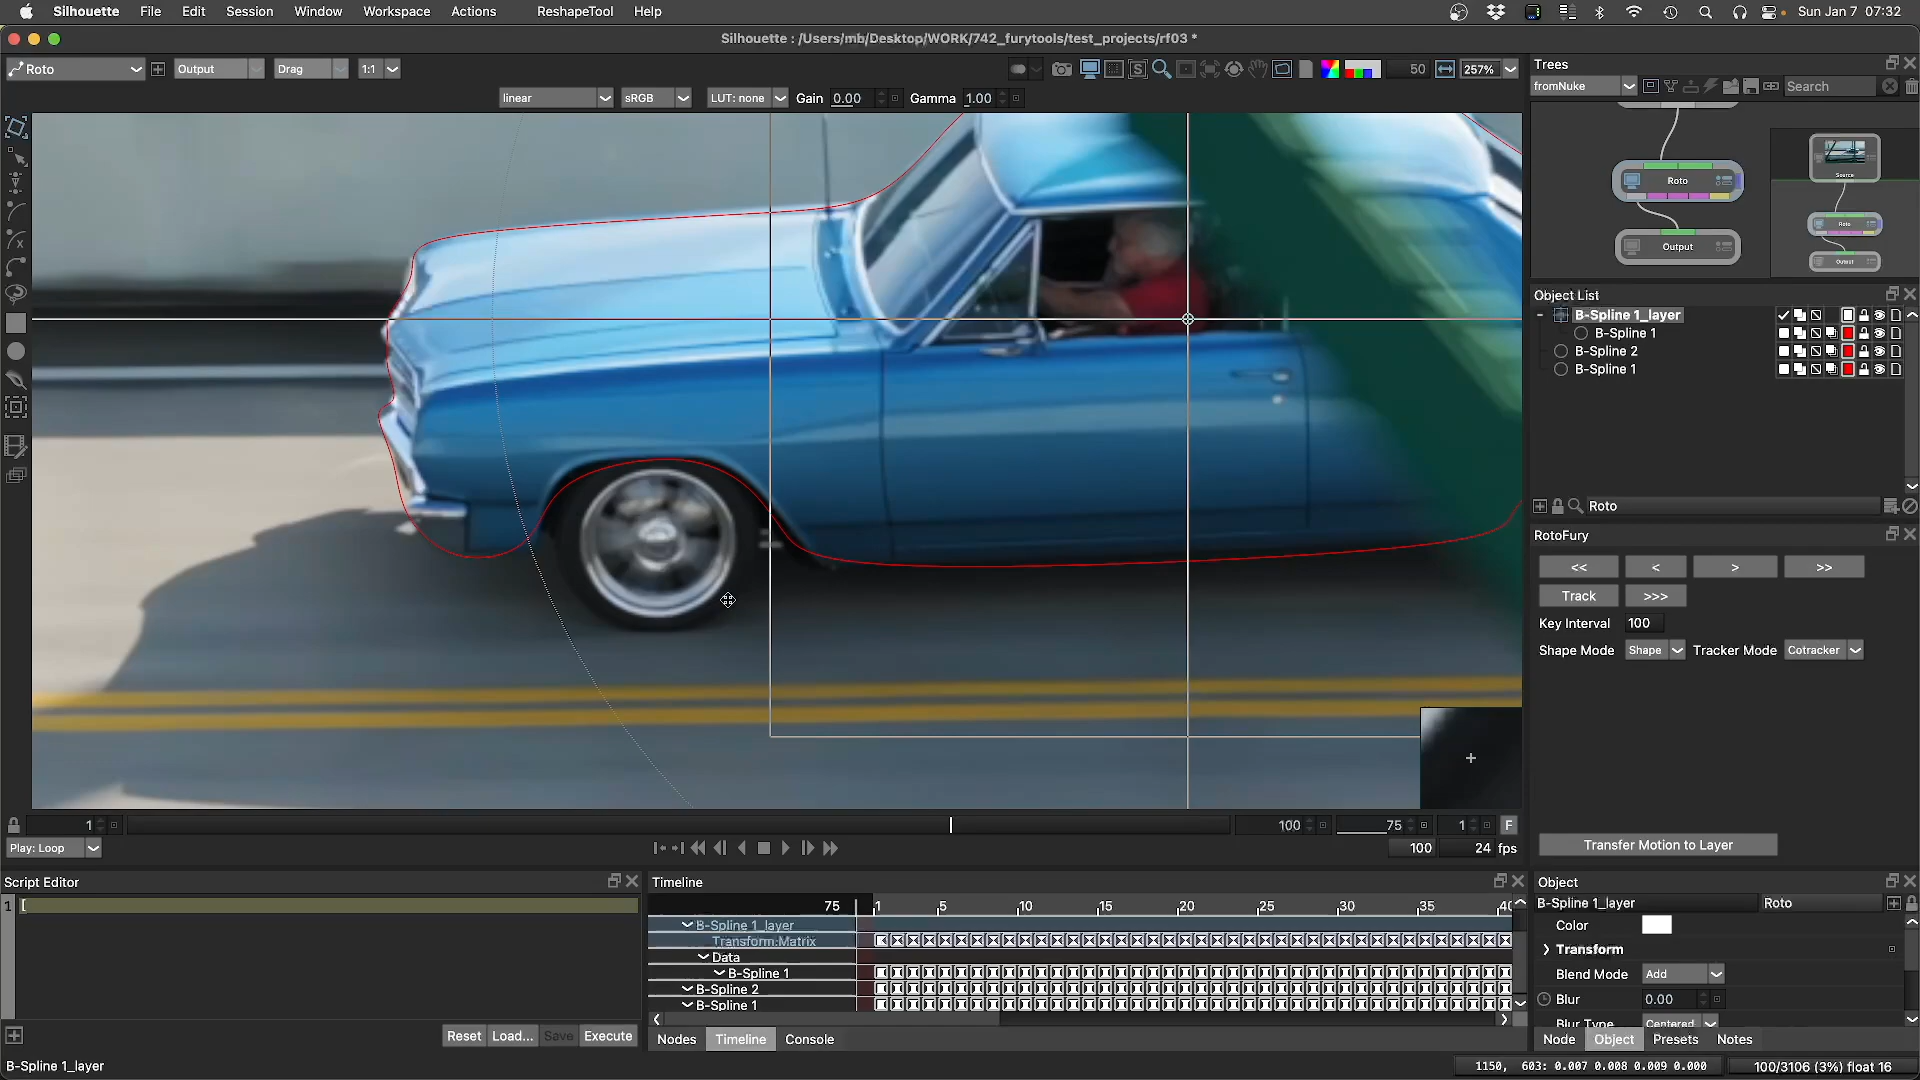 Silhouette File Edit Session Window Workspace Actions ReshapeTool Help Sun Jan 7 07:32
Silhouette : /Users/mb/Desktop/WORK/742_furytools/test_projects/rf03 *
Roto Output Drag 1:1 50 257%
linear sRGB LUT: none Gain 0.00 Gamma 1.00
Trees
fromNuke Search
Roto
Output
Source
Roto
Output
Object List
B-Spline 1_layer
B-Spline 1
B-Spline 2
B-Spline 1
Roto
RotoFury
<< < > >>
Track >>>
Key Interval 100
Shape Mode Shape Tracker Mode Cotracker
Transfer Motion to Layer
1 100 75 1 F
Play: Loop 100 24 fps
Script Editor
1 [
Reset Load... Save Execute
Timeline
75 1 5 10 15 20 25 30 35 40
B-Spline 1_layer
Transform:Matrix
Data
B-Spline 1
B-Spline 2
B-Spline 1
Nodes Timeline Console
Object
B-Spline 1_layer Roto
Color
Transform
Blend Mode Add
Blur 0.00
Blur Type Centered
Node Object Presets Notes
B-Spline 1_layer 1150, 603: 0.007 0.008 0.009 0.000 100/3106 (3%) float 16